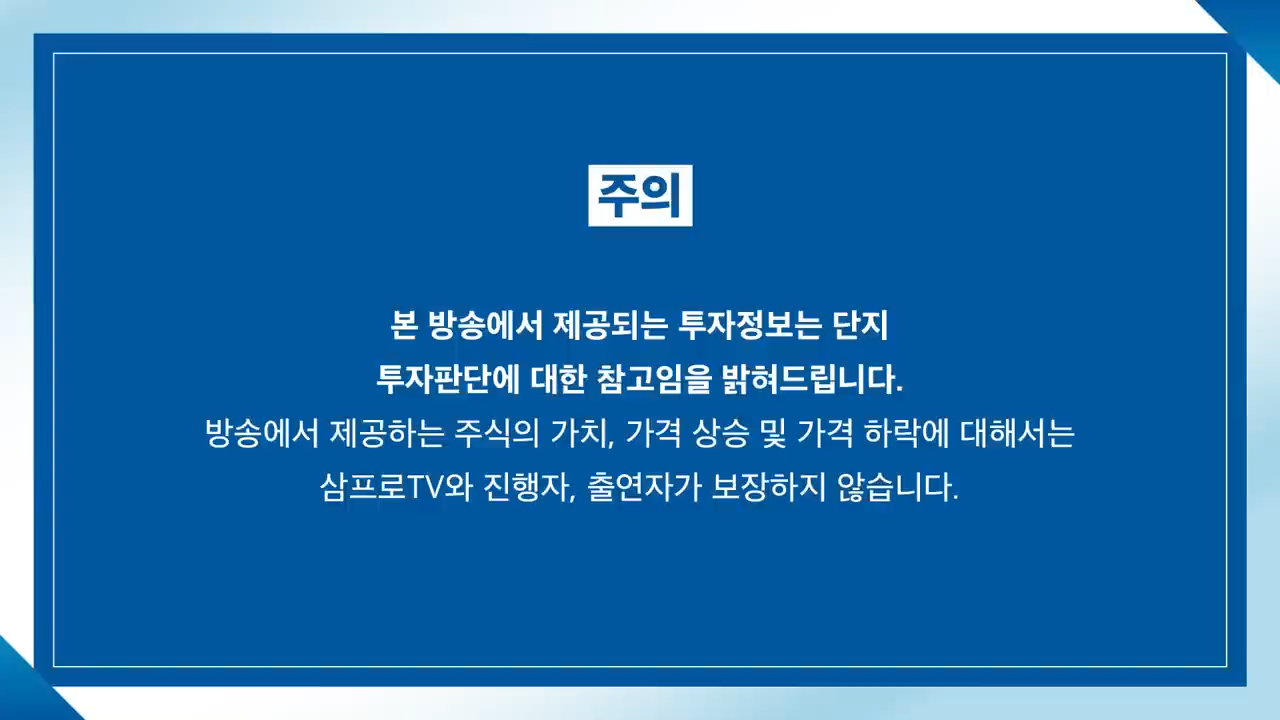 주의
본 방송에서 제공되는 투자정보는 단지
투자판단에 대한 참고임을 밝혀드립니다.
방송에서 제공하는 주식의 가치, 가격 상승 및 가격 하락에 대해서는
삼프로TV와 진행자, 출연자가 보장하지 않습니다.